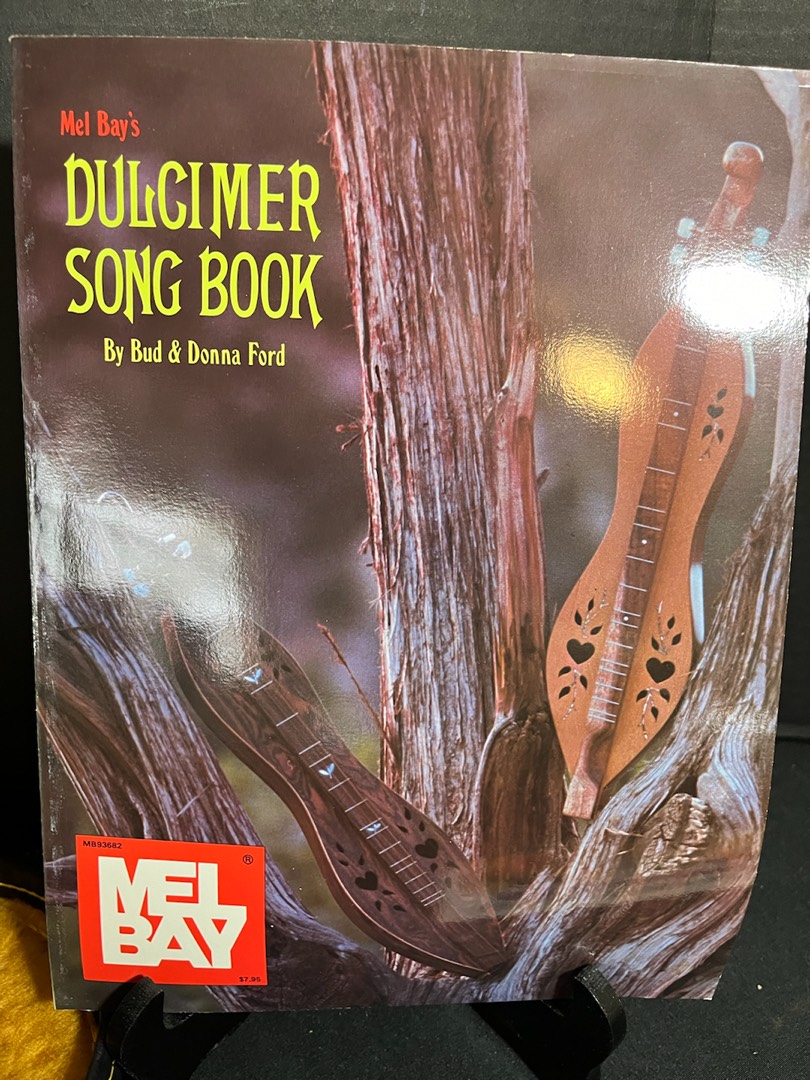 Mel Bay's
DULCIMER
SONG BOOK
By Bud & Donna Ford
MB93682
®
MEL
BAY
$7.95